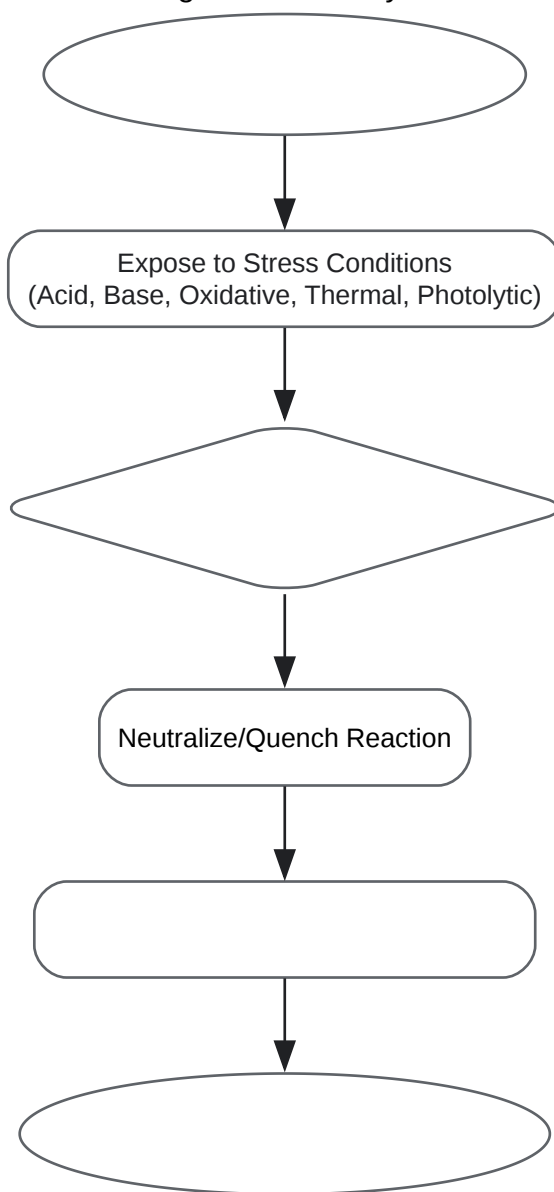 Expose to Stress Conditions
(Acid, Base, Oxidative, Thermal, Photolytic)
Neutralize/Quench Reaction